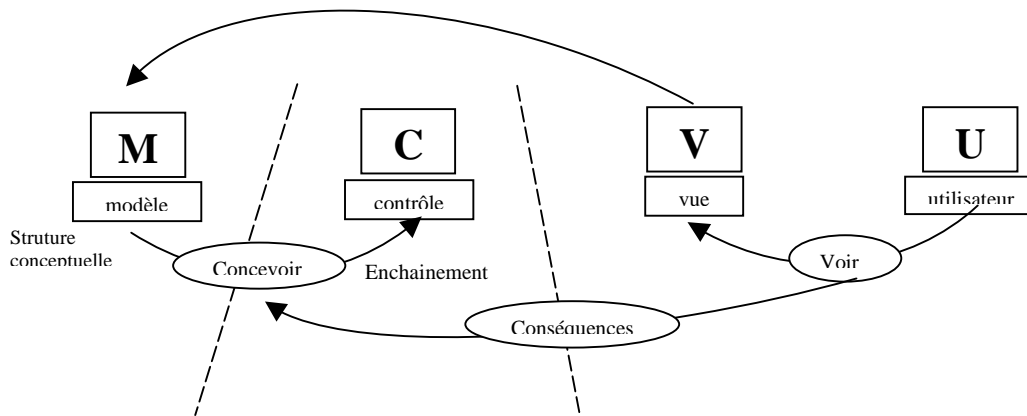 M
C
V
U
modèle
contrôle
vue
utilisateur
Struture
conceptuelle
Concevoir
Enchainement
Voir
Conséquences